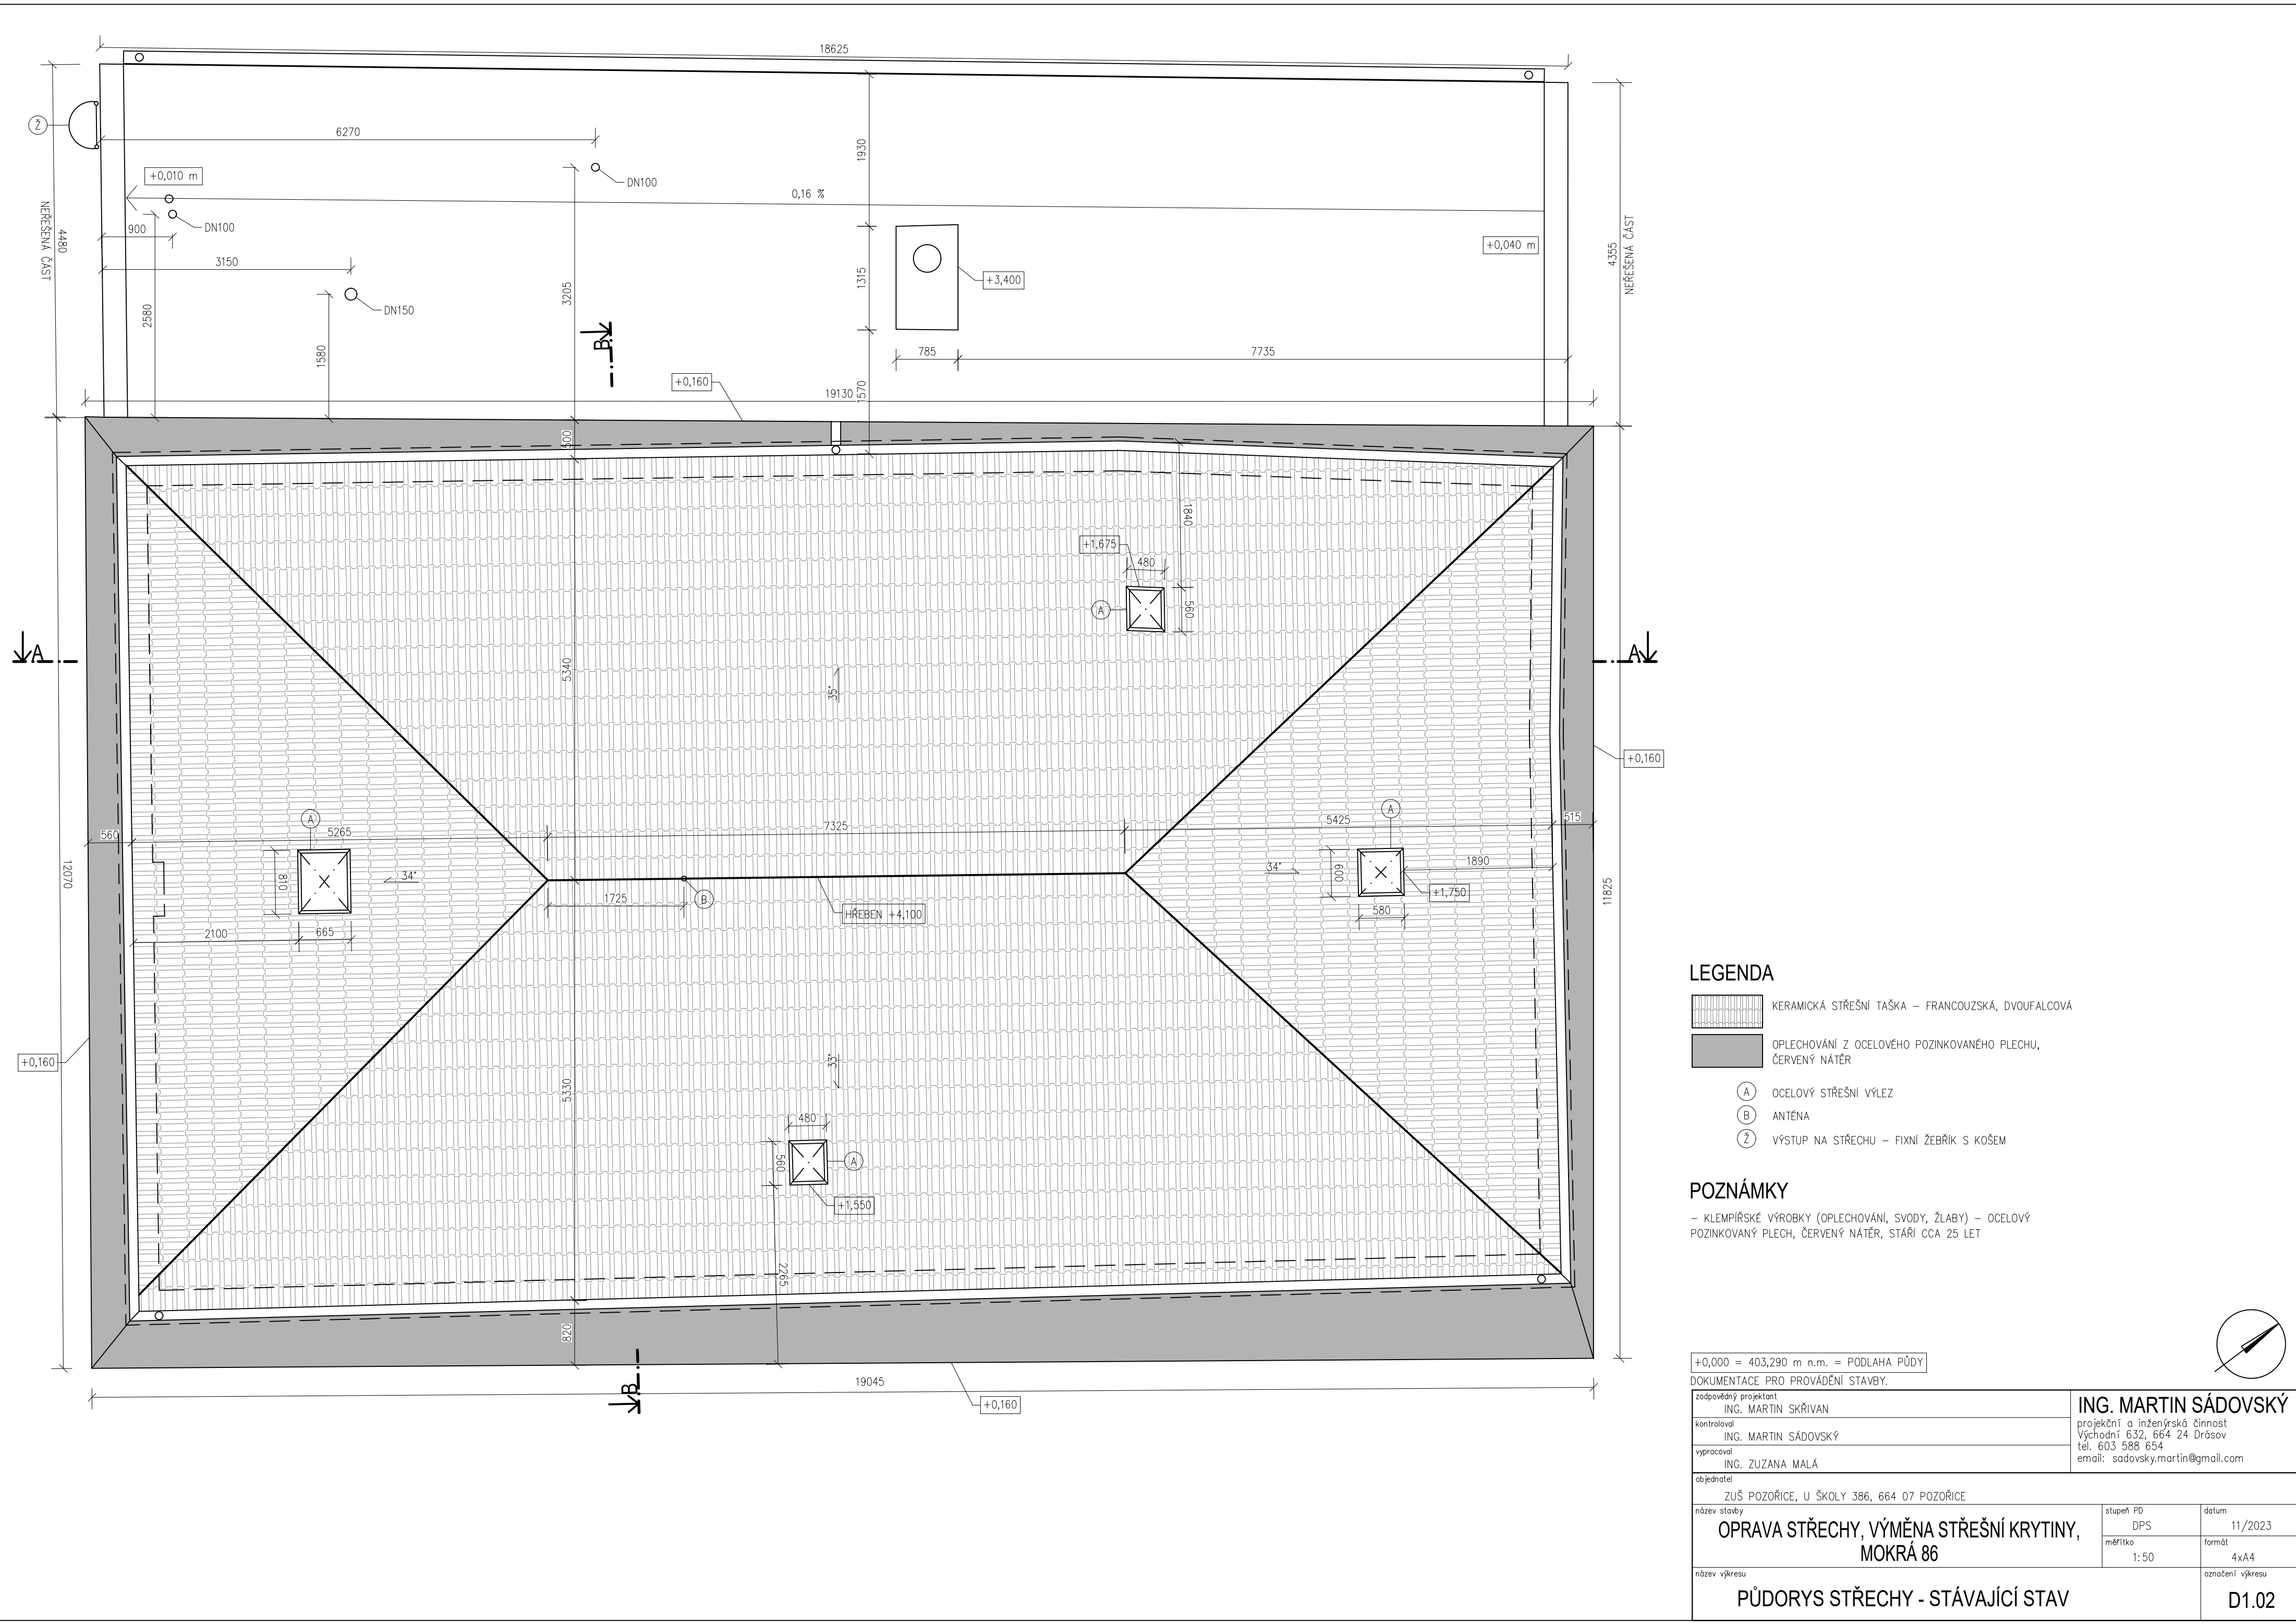 18625
Ž
6270
1930
+0,010 m
DN100
0,16 %
NEŘEŠENÁ ČÁST
4480
900
DN100
+0,040 m
4355
NEŘEŠENÁ ČÁST
3150
1315
+3,400
2580
DN150
3205
1580
B
785
7735
+0,160
19130
1570
500
1840
+1,675
480
A
560
A
A
5340
35°
+0,160
A
A
560
5265
7325
5425
515
12070
810
34°
34°
600
1890
+1,750
1725
B
HŘEBEN +4,100
580
11825
2100
665
+0,160
33°
5330
480
560
A
+1,550
2265
820
B
19045
+0,160
LEGENDA
KERAMICKÁ STŘEŠNÍ TAŠKA – FRANCOUZSKÁ, DVOUFALCOVÁ
OPLECHOVÁNÍ Z OCELOVÉHO POZINKOVANÉHO PLECHU,
ČERVENÝ NÁTĚR
A OCELOVÝ STŘEŠNÍ VÝLEZ
B ANTÉNA
Ž VÝSTUP NA STŘECHU – FIXNÍ ŽEBŘÍK S KOŠEM
POZNÁMKY
– KLEMPÍŘSKÉ VÝROBKY (OPLECHOVÁNÍ, SVODY, ŽLABY) – OCELOVÝ
POZINKOVANÝ PLECH, ČERVENÝ NÁTĚR, STÁŘÍ CCA 25 LET
+0,000 = 403,290 m n.m. = PODLAHA PŮDY
DOKUMENTACE PRO PROVÁDĚNÍ STAVBY.
zodpovědný projektant
ING. MARTIN SKŘIVAN
kontroloval
ING. MARTIN SÁDOVSKÝ
vypracoval
ING. ZUZANA MALÁ
ING. MARTIN SÁDOVSKÝ
projekční a inženýrská činnost
Východní 632, 664 24 Drásov
tel. 603 588 654
email: sadovsky.martin@gmail.com
objednatel
ZUŠ POZOŘICE, U ŠKOLY 386, 664 07 POZOŘICE
název stavby
OPRAVA STŘECHY, VÝMĚNA STŘEŠNÍ KRYTINY,
MOKRÁ 86
stupeň PD
DPS
datum
11/2023
měřítko
1:50
formát
4xA4
název výkresu
PŮDORYS STŘECHY - STÁVAJÍCÍ STAV
označení výkresu
D1.02